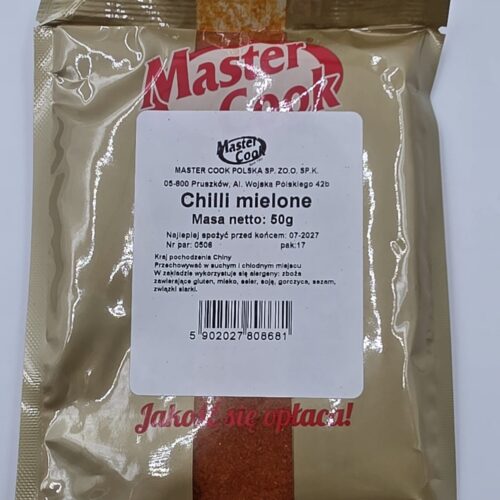 Master
Cook
Master
Cook
MASTER COOK POLSKA SP. ZO.O. SP.K.
05-800 Pruszków, Al. Wojska Polskiego 42b
Chilli mielone
Masa netto: 50g
Najlepiej spożyć przed końcem: 07-2027
Nr par: 0506 pak:17
Kraj pochodzenia Chiny
Przechowywać w suchym i chłodnym miejscu
W zakładzie wykorzystuje się alergeny: zboża
zawierające gluten, mleko, seler, soję, gorczyca, sezam,
związki siarki.
5 902027 808681
Jakość się opłaca!